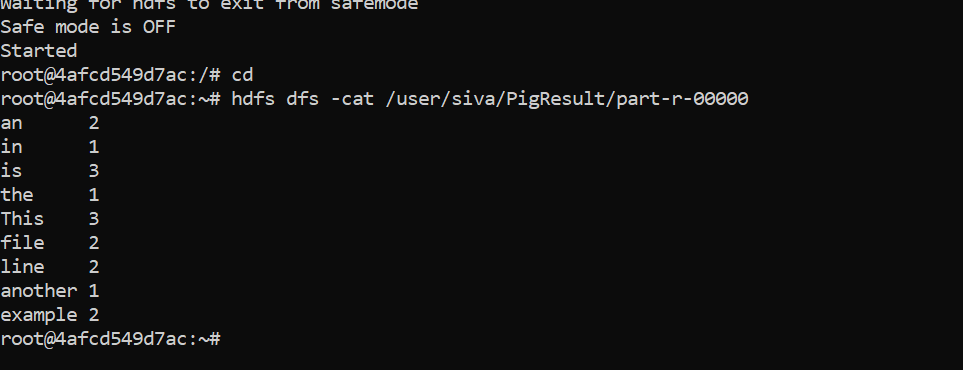 Waiting for hdfs to exit from safemode
Safe mode is OFF
Started
root@4afcd549d7ac:/# cd
root@4afcd549d7ac:~# hdfs dfs -cat /user/siva/PigResult/part-r-00000
an      2
in      1
is      3
the     1
This    3
file    2
line    2
another 1
example 2
root@4afcd549d7ac:~#